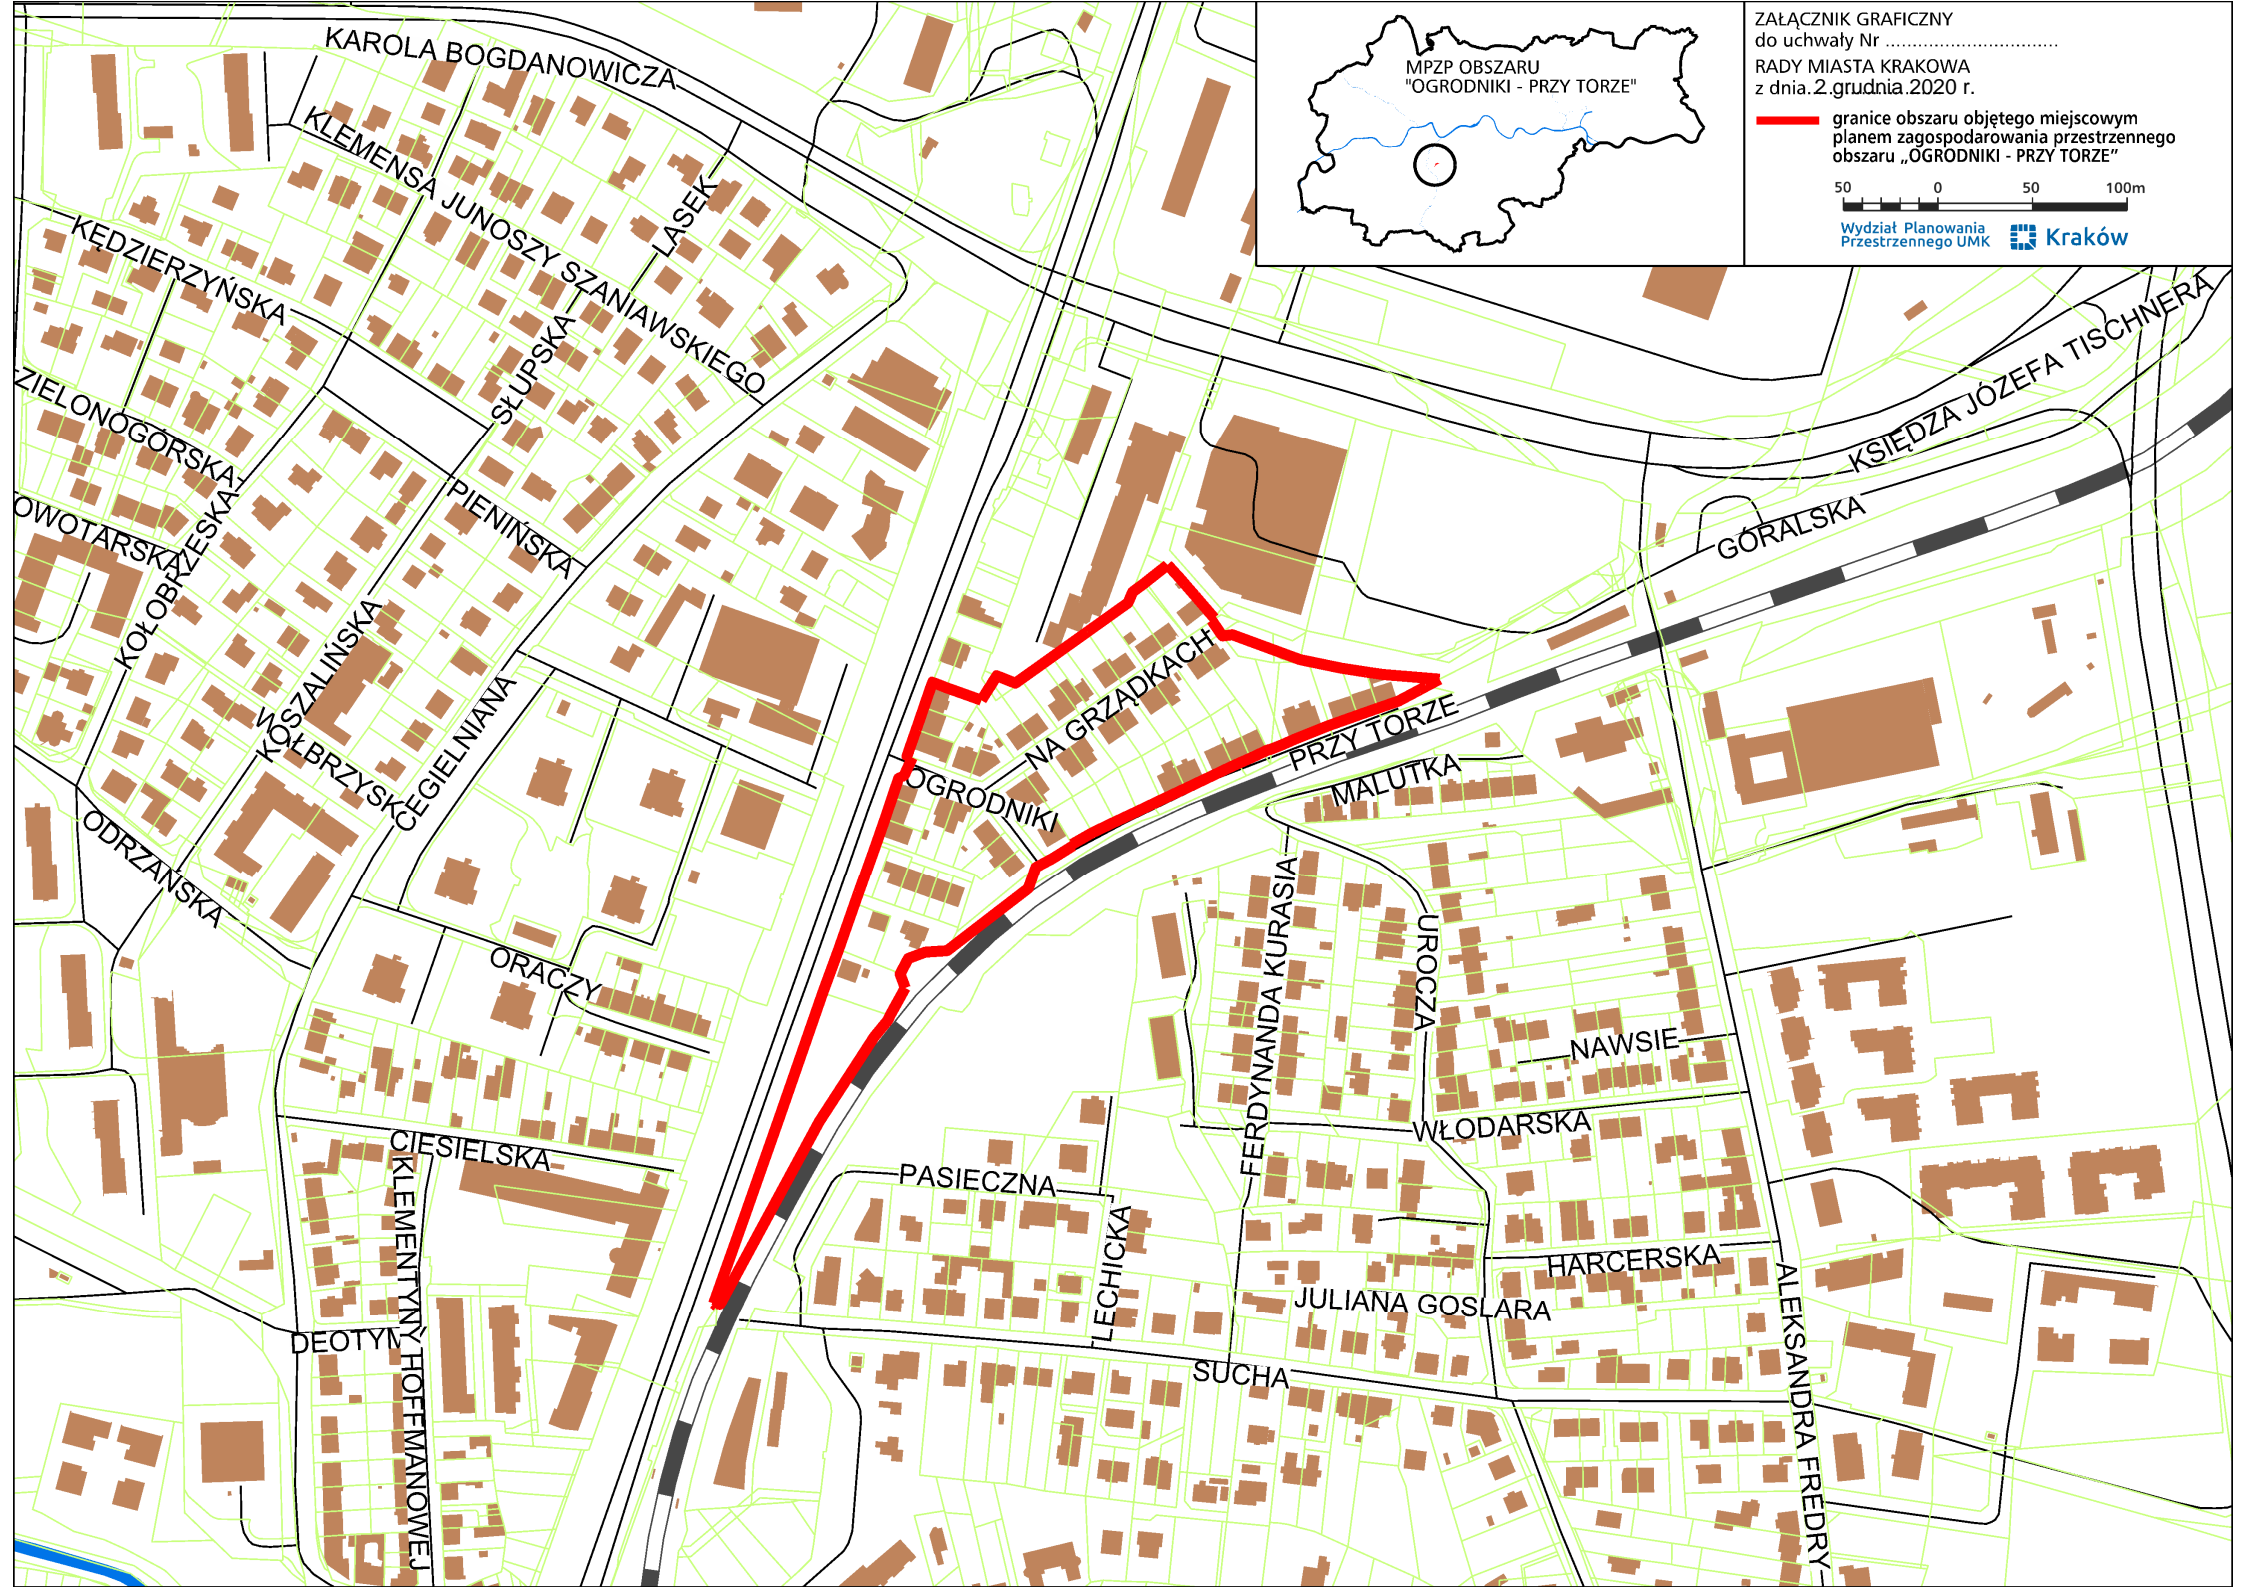 ZAŁĄCZNIK GRAFICZNY
do uchwały Nr ................................
RADY MIASTA KRAKOWA
z dnia.2.grudnia.2020 r.
granice obszaru objętego miejscowym
planem zagospodarowania przestrzennego
obszaru „OGRODNIKI - PRZY TORZE”
50 0 50 100m
Wydział Planowania
Przestrzennego UMK
Kraków
MPZP OBSZARU
"OGRODNIKI - PRZY TORZE"
KAROLA BOGDANOWICZA
KLEMENSA JUNOSZY SZANIAWSKIEGO
LASEK
KĘDZIERZYŃSKA
SŁUPSKA
ZIELONOGÓRSKA
OWOTARSKA
KOŁOBRZESKA
PIENIŃSKA
KOSZALIŃSKA
WOŁBRZYSK
CEGIELNIANA
ODRZAŃSKA
ORACZY
CIESIELSKA
KLEMENTYNY HOFFMANOWEJ
DEOTYM
KSIĘDZA JÓZEFA TISCHNERA
GÓRALSKA
NA GRZĄDKACH
OGRODNIKI
PRZY TORZE
MALUTKA
FERDYNANDA KURASIA
UROCZA
NAWSIE
WŁODARSKA
PASIECZNA
LECHICKA
HARCERSKA
JULIANA GOSLARA
SUCHA
ALEKSANDRA FREDRY